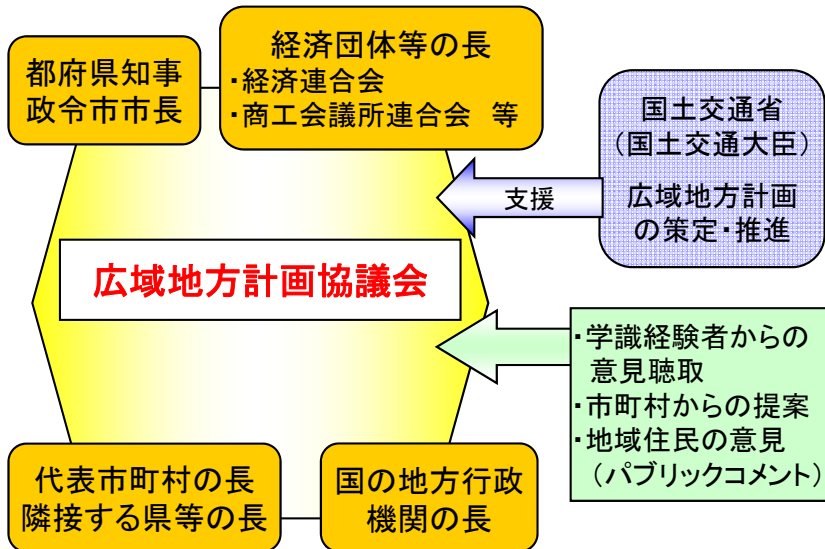 都府県知事
政令市市長
経済団体等の長
・経済連合会
・商工会議所連合会 等
国土交通省
(国土交通大臣)
広域地方計画
の策定・推進
支援
広域地方計画協議会
・学識経験者からの
意見聴取
・市町村からの提案
・地域住民の意見
(パブリックコメント)
代表市町村の長
隣接する県等の長
国の地方行政
機関の長